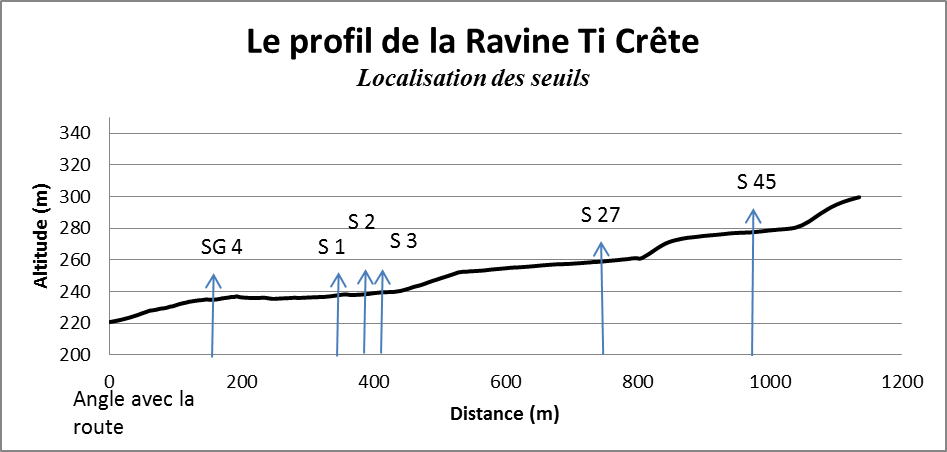 Le profil de la Ravine Ti Crête
Localisation des seuils
Altitude (m)
340
320
300
280
260
240
220
200
SG 4
S 1
S 2
S 3
S 27
S 45
0
200
400
600
800
1000
1200
Angle avec la
route
Distance (m)